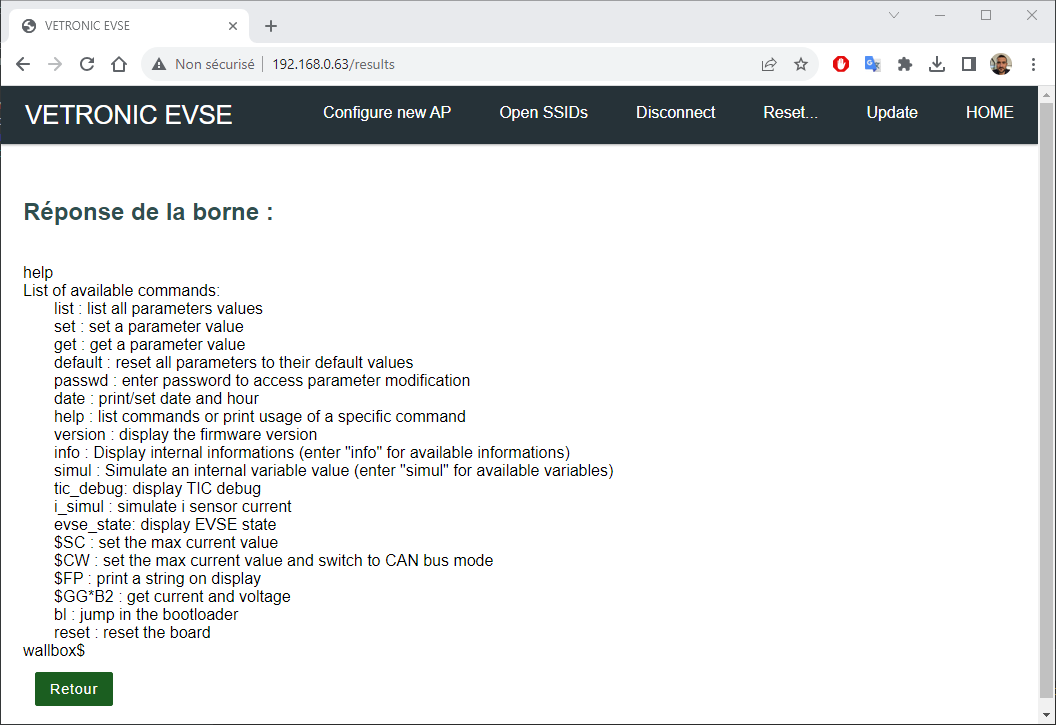 VETRONIC EVSE
Non sécurisé 192.168.0.63/results
VETRONIC EVSE Configure new AP Open SSIDs Disconnect Reset... Update HOME
Réponse de la borne :
help
List of available commands:
list : list all parameters values
set : set a parameter value
get : get a parameter value
default : reset all parameters to their default values
passwd : enter password to access parameter modification
date : print/set date and hour
help : list commands or print usage of a specific command
version : display the firmware version
info : Display internal informations (enter "info" for available informations)
simul : Simulate an internal variable value (enter "simul" for available variables)
tic_debug: display TIC debug
i_simul : simulate i sensor current
evse_state: display EVSE state
$SC : set the max current value
$CW : set the max current value and switch to CAN bus mode
$FP : print a string on display
$GG*B2 : get current and voltage
bl : jump in the bootloader
reset : reset the board
wallbox$
Retour